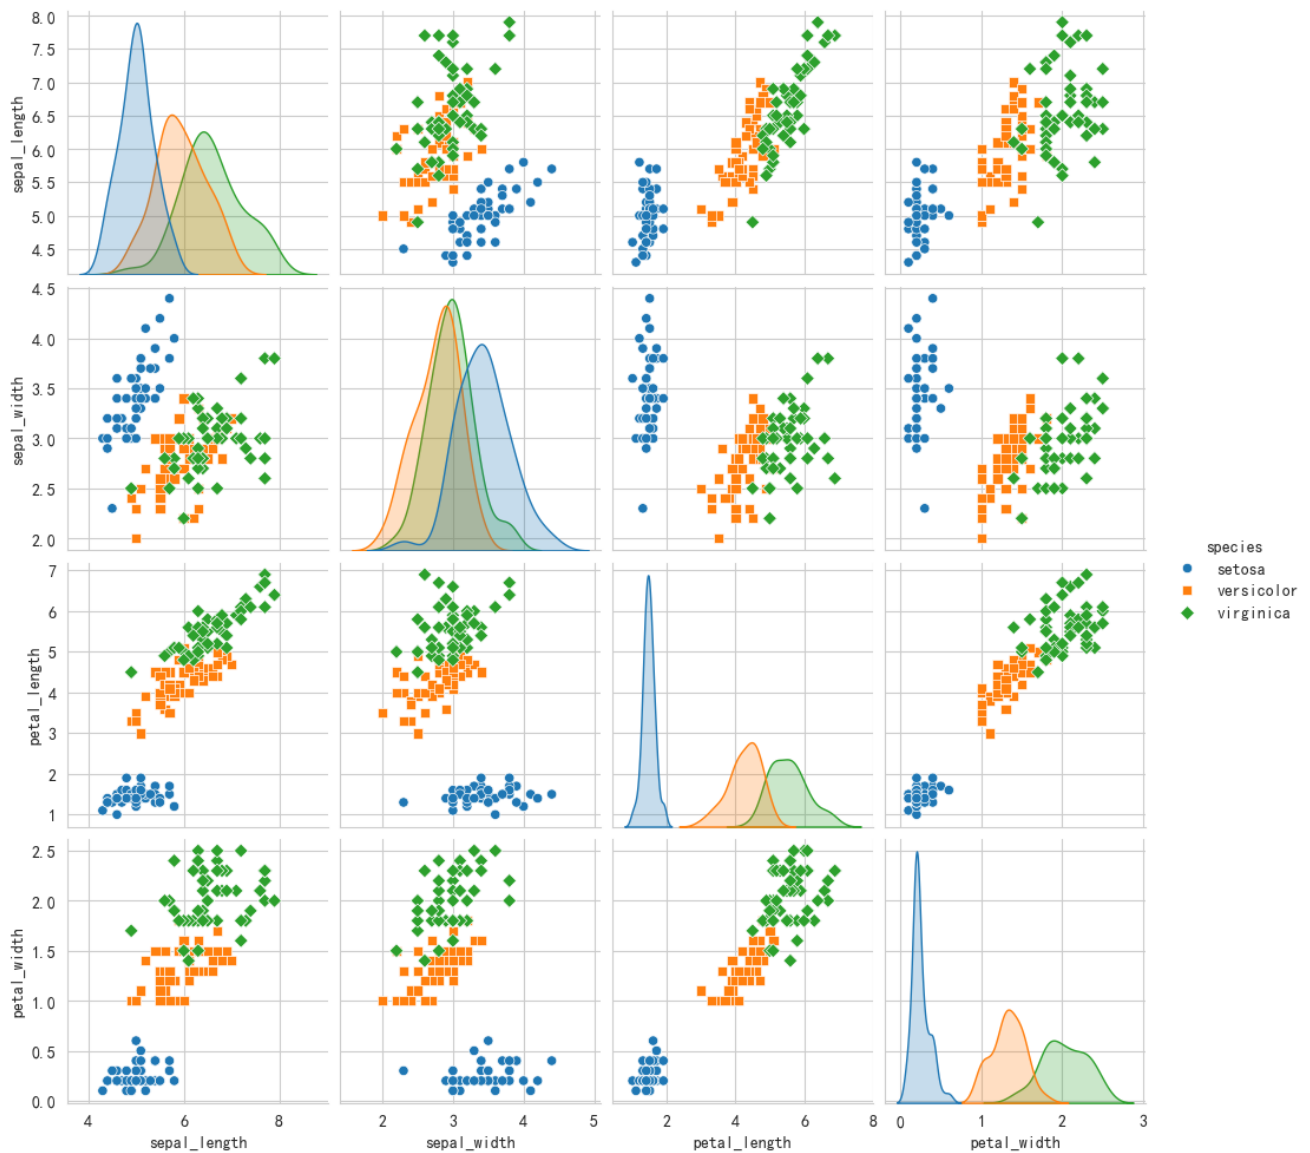 8.0
7.5
7.0
6.5
6.0
5.5
5.0
4.5
sepal_length
4.5
4.0
3.5
3.0
2.5
2.0
sepal_width
7
6
5
4
3
2
1
petal_length
2.5
2.0
1.5
1.0
0.5
0.0
petal_width
4 6 8
sepal_length
2 3 4 5
sepal_width
2 4 6 8
petal_length
0 1 2 3
petal_width
species
setosa
versicolor
virginica